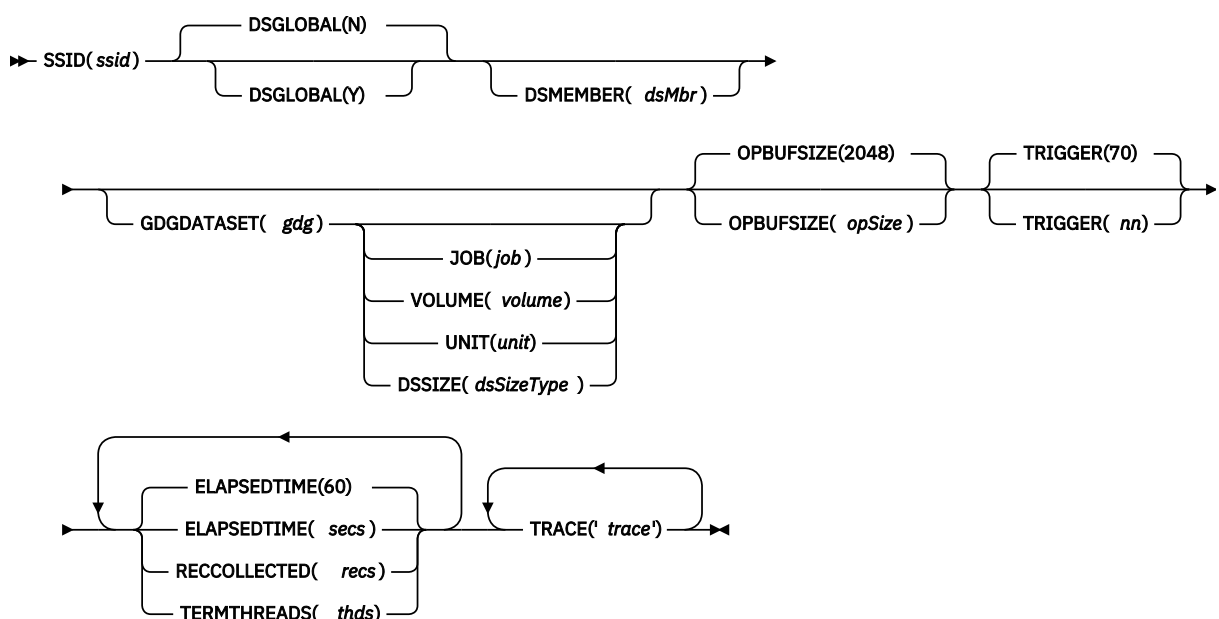 DSGLOBAL(N)
SSID( ssid)
DSGLOBAL(Y)
DSMEMBER( dsMbr)
OPBUFSIZE(2048)
TRIGGER(70)
GDGDATASET( gdg)
OPBUFSIZE( opSize )
TRIGGER( nn)
JOB(job )
VOLUME( volume)
UNIT(unit)
DSSIZE( dsSizeType )
ELAPSEDTIME(60)
ELAPSEDTIME( secs)
TRACE(' trace')
RECCOLLECTED( recs)
TERMTHREADS( thds)